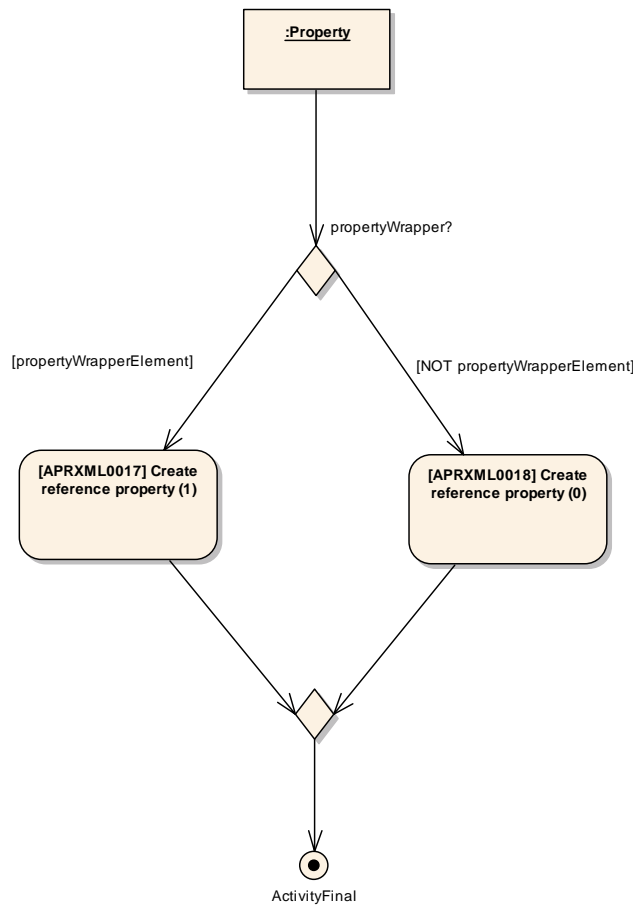 :Property
propertyWrapper?
[propertyWrapperElement]
[NOT propertyWrapperElement]
[APRXML0017] Create
reference property (1)
[APRXML0018] Create
reference property (0)
ActivityFinal